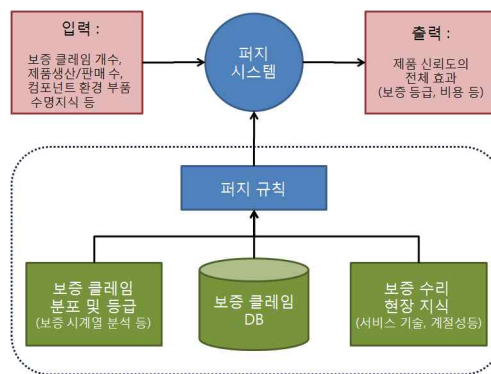 입력 :
보증 클레임 개수,
제품생산/판매 수,
컴포넌트 환경 부품
수명지식 등
퍼지
시스템
출력 :
제품 신뢰도의
전체 효과
(보증 등급, 비용 등)
퍼지 규칙
보증 클레임
분포 및 등급
(보증 시계열 분석 등)
보증 클레임
DB
보증 수리
현장 지식
(서비스 기술, 계절성등)